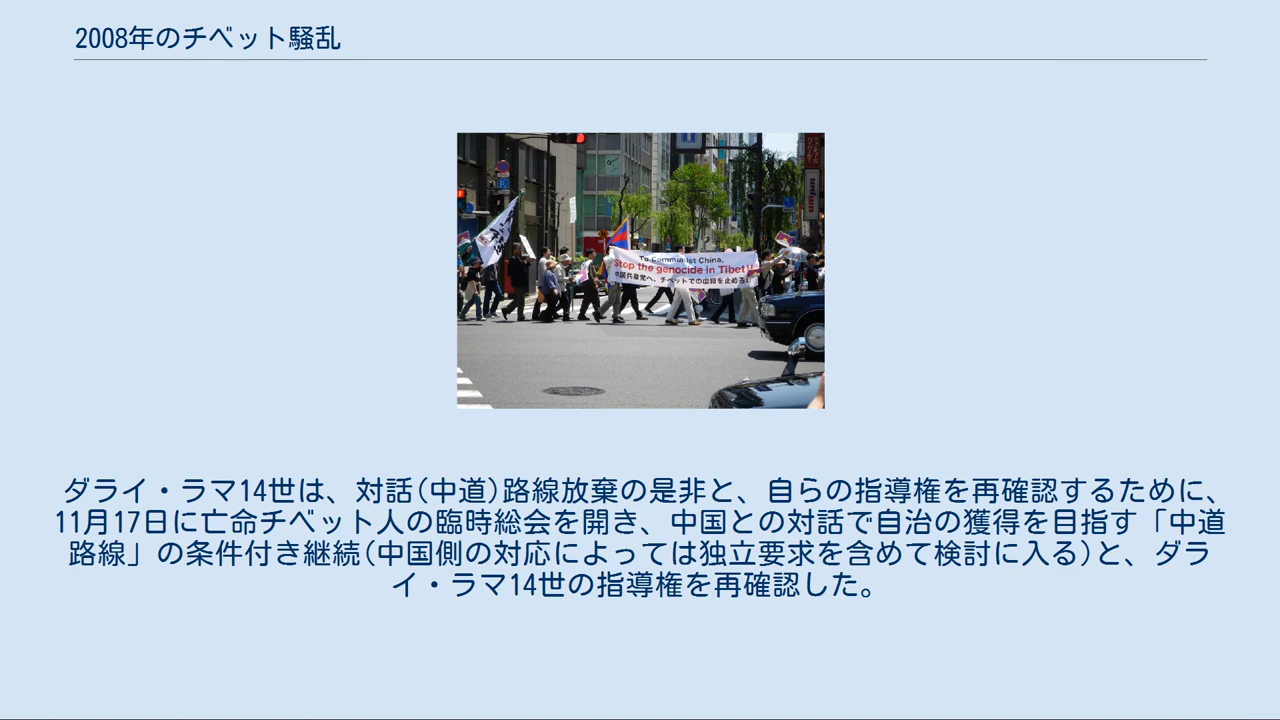 2008年のチベット騒乱
To Communist China,
Stop the genocide in Tibet!!
中国共産党へ、チベットでの虐殺を止めろ!!
ダライ・ラマ14世は、対話(中道)路線放棄の是非と、自らの指導権を再確認するために、
11月17日に亡命チベット人の臨時総会を開き、中国との対話で自治の獲得を目指す「中道
路線」の条件付き継続(中国側の対応によっては独立要求を含めて検討に入る)と、ダラ
イ・ラマ14世の指導権を再確認した。